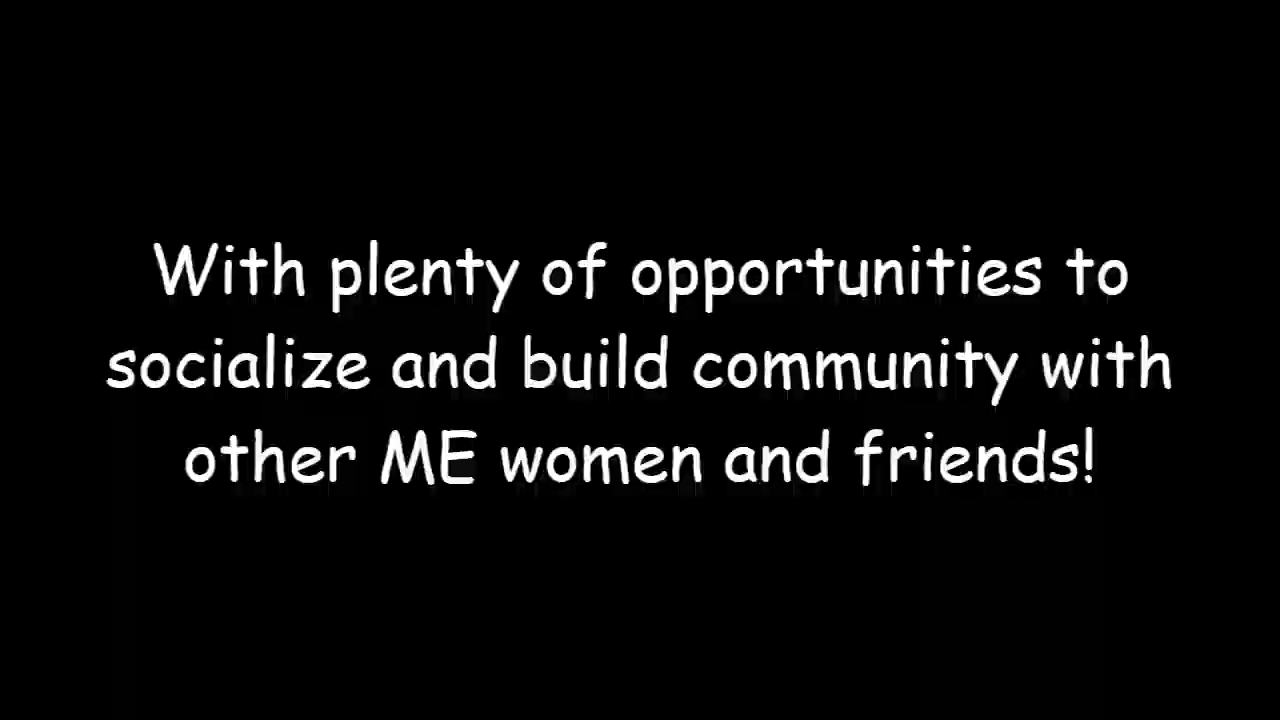 With plenty of opportunities to
socialize and build community with
other ME women and friends!